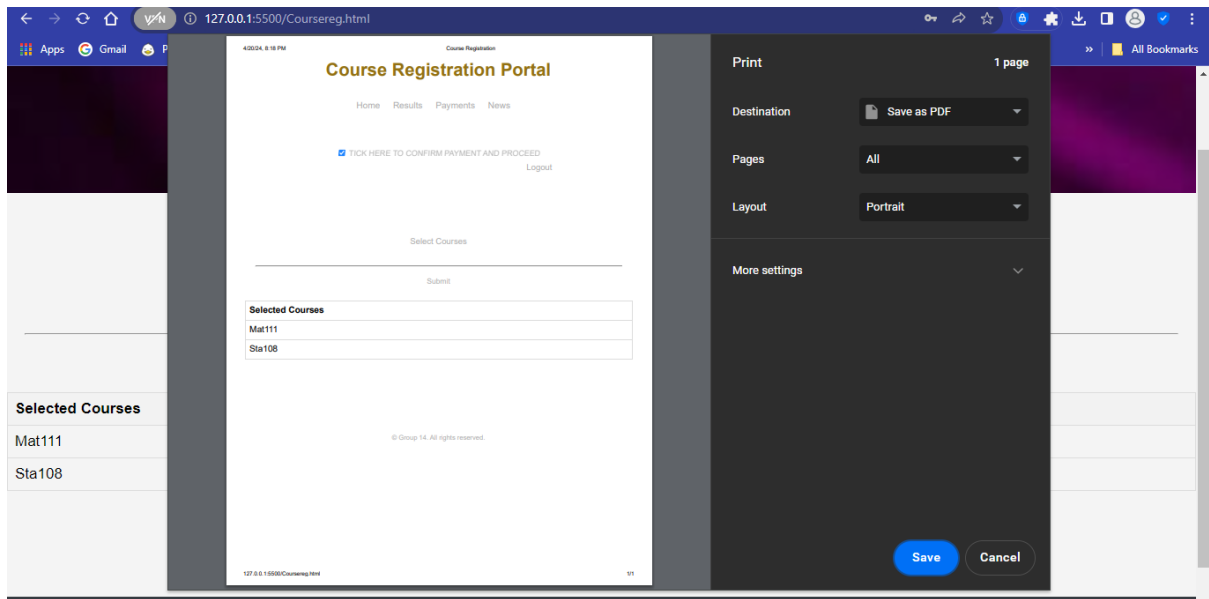 VPN 127.0.0.1:5500/Coursereg.html
Apps Gmail P » All Bookmarks
4/20/24, 8:18 PM Course Registration
Course Registration Portal
Home Results Payments News
TICK HERE TO CONFIRM PAYMENT AND PROCEED
Logout
Select Courses
Submit
Selected Courses
Mat111
Sta108
© Group 14. All rights reserved.
127.0.0.1:5500/Coursereg.html 1/1
Print 1 page
Destination Save as PDF
Pages All
Layout Portrait
More settings
Save Cancel
Selected Courses
Mat111
Sta108